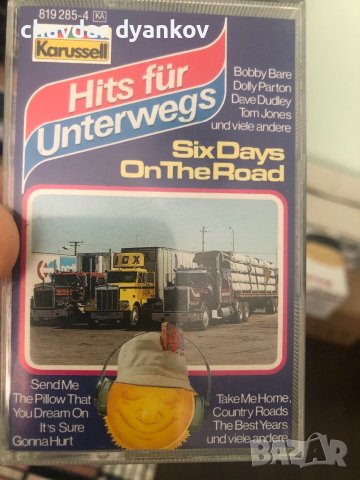 chavdar dyankov
819 285-4 KA
Karussell
Hits für
Unterwegs
Bobby Bare
Dolly Parton
Dave Dudley
Tom Jones
und viele andere
Six Days
On The Road
CX
Send Me
The Pillow That
You Dream On
It's Sure
Gonna Hurt
Take Me Home,
Country Roads
The Best Years
und viele andere
BAZAR